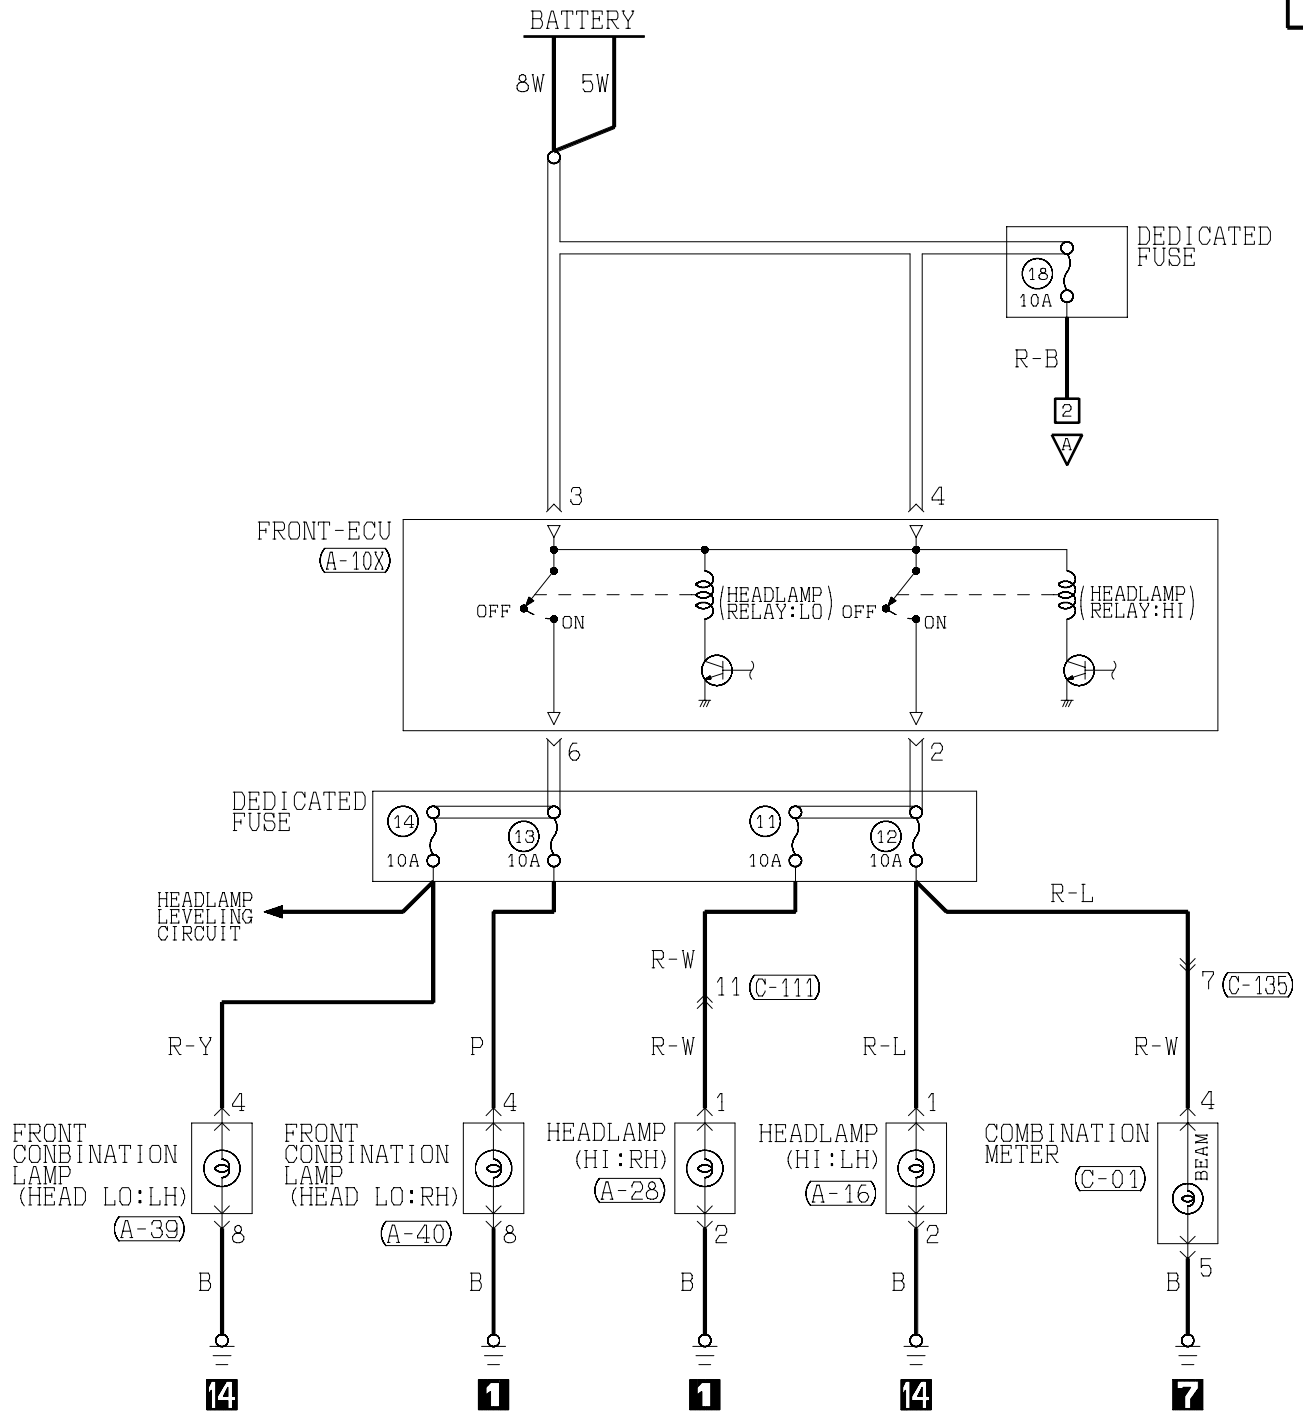 BATTERY
8W
5W
DEDICATED
FUSE
18
10A
R-B
2
A
3
4
FRONT-ECU
A-10X
OFF
ON
(HEADLAMP
RELAY:LO)
OFF
ON
(HEADLAMP
RELAY:HI)
6
2
DEDICATED
FUSE
14
10A
13
10A
11
10A
12
10A
HEADLAMP
LEVELING
CIRCUIT
R-L
R-W
11
C-111
7
C-135
R-Y
P
R-W
R-L
R-W
4
4
1
1
4
FRONT
CONBINATION
LAMP
(HEAD LO:LH)
A-39
FRONT
CONBINATION
LAMP
(HEAD LO:RH)
A-40
HEADLAMP
(HI:RH)
A-28
HEADLAMP
(HI:LH)
A-16
COMBINATION
METER
C-01
BEAM
8
8
2
2
5
B
B
B
B
B
14
1
1
14
7